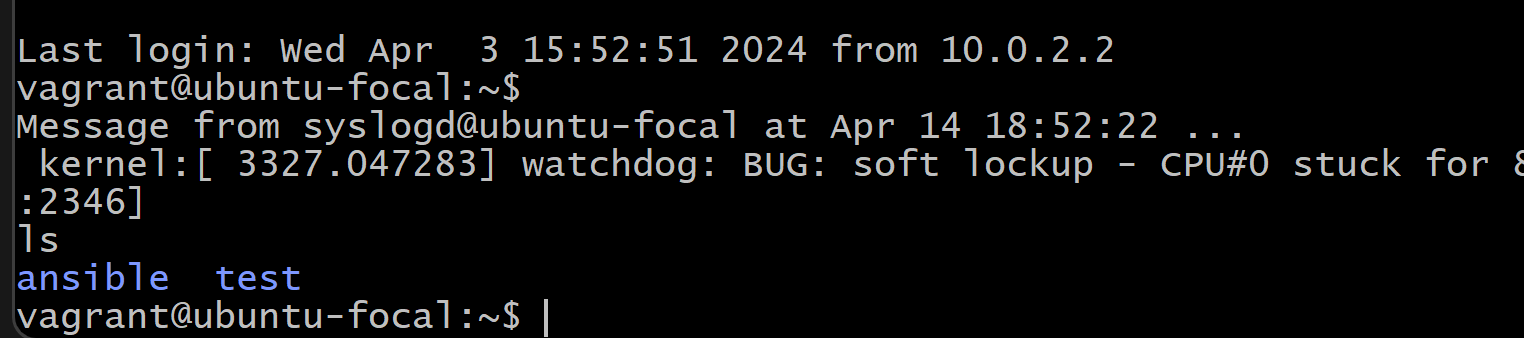 Last login: Wed Apr  3 15:52:51 2024 from 10.0.2.2
vagrant@ubuntu-focal:~$
Message from syslogd@ubuntu-focal at Apr 14 18:52:22 ...
 kernel:[ 3327.047283] watchdog: BUG: soft lockup - CPU#0 stuck for
:2346]
ls
ansible  test
vagrant@ubuntu-focal:~$